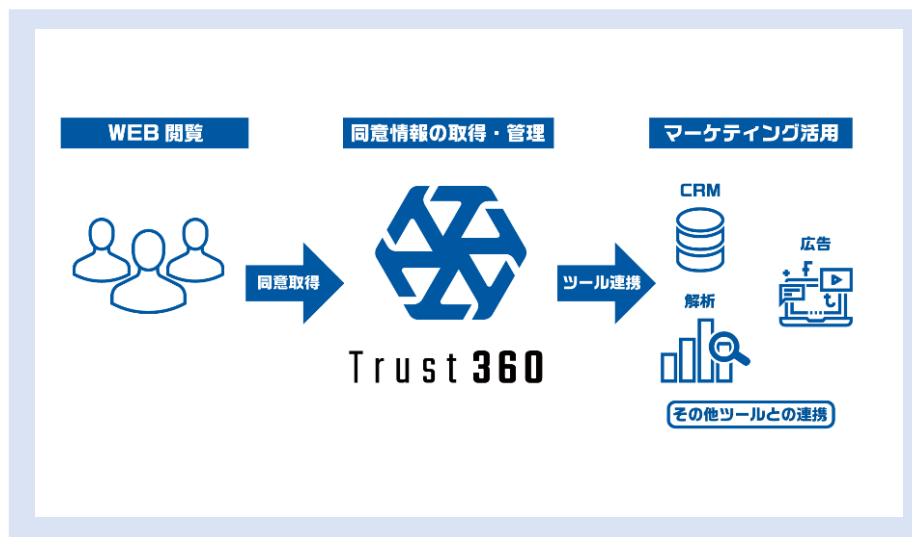 WEB 閲覧
同意情報の取得・管理
マーケティング活用
同意取得
Trust 360
ツール連携
CRM
広告
解析
その他ツールとの連携